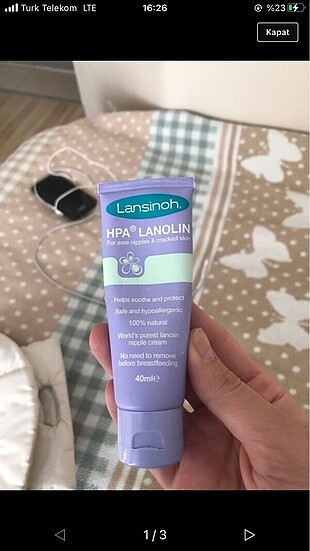 Turk Telekom LTE
16:26
%23
Kapat
Lansinoh®
HPA® LANOLIN
For sore nipples & cracked skin
Helps soothe and protect
Safe and hypoallergenic
100% natural
World's purest lanolin
nipple cream
No need to remove
before breastfeeding
40ml℮
1/3